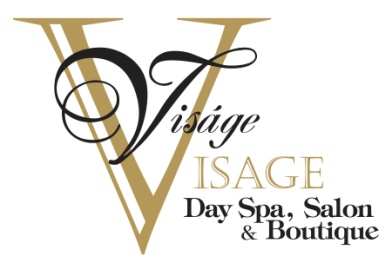 Viságe
VISAGE
Day Spa, Salon
& Boutique